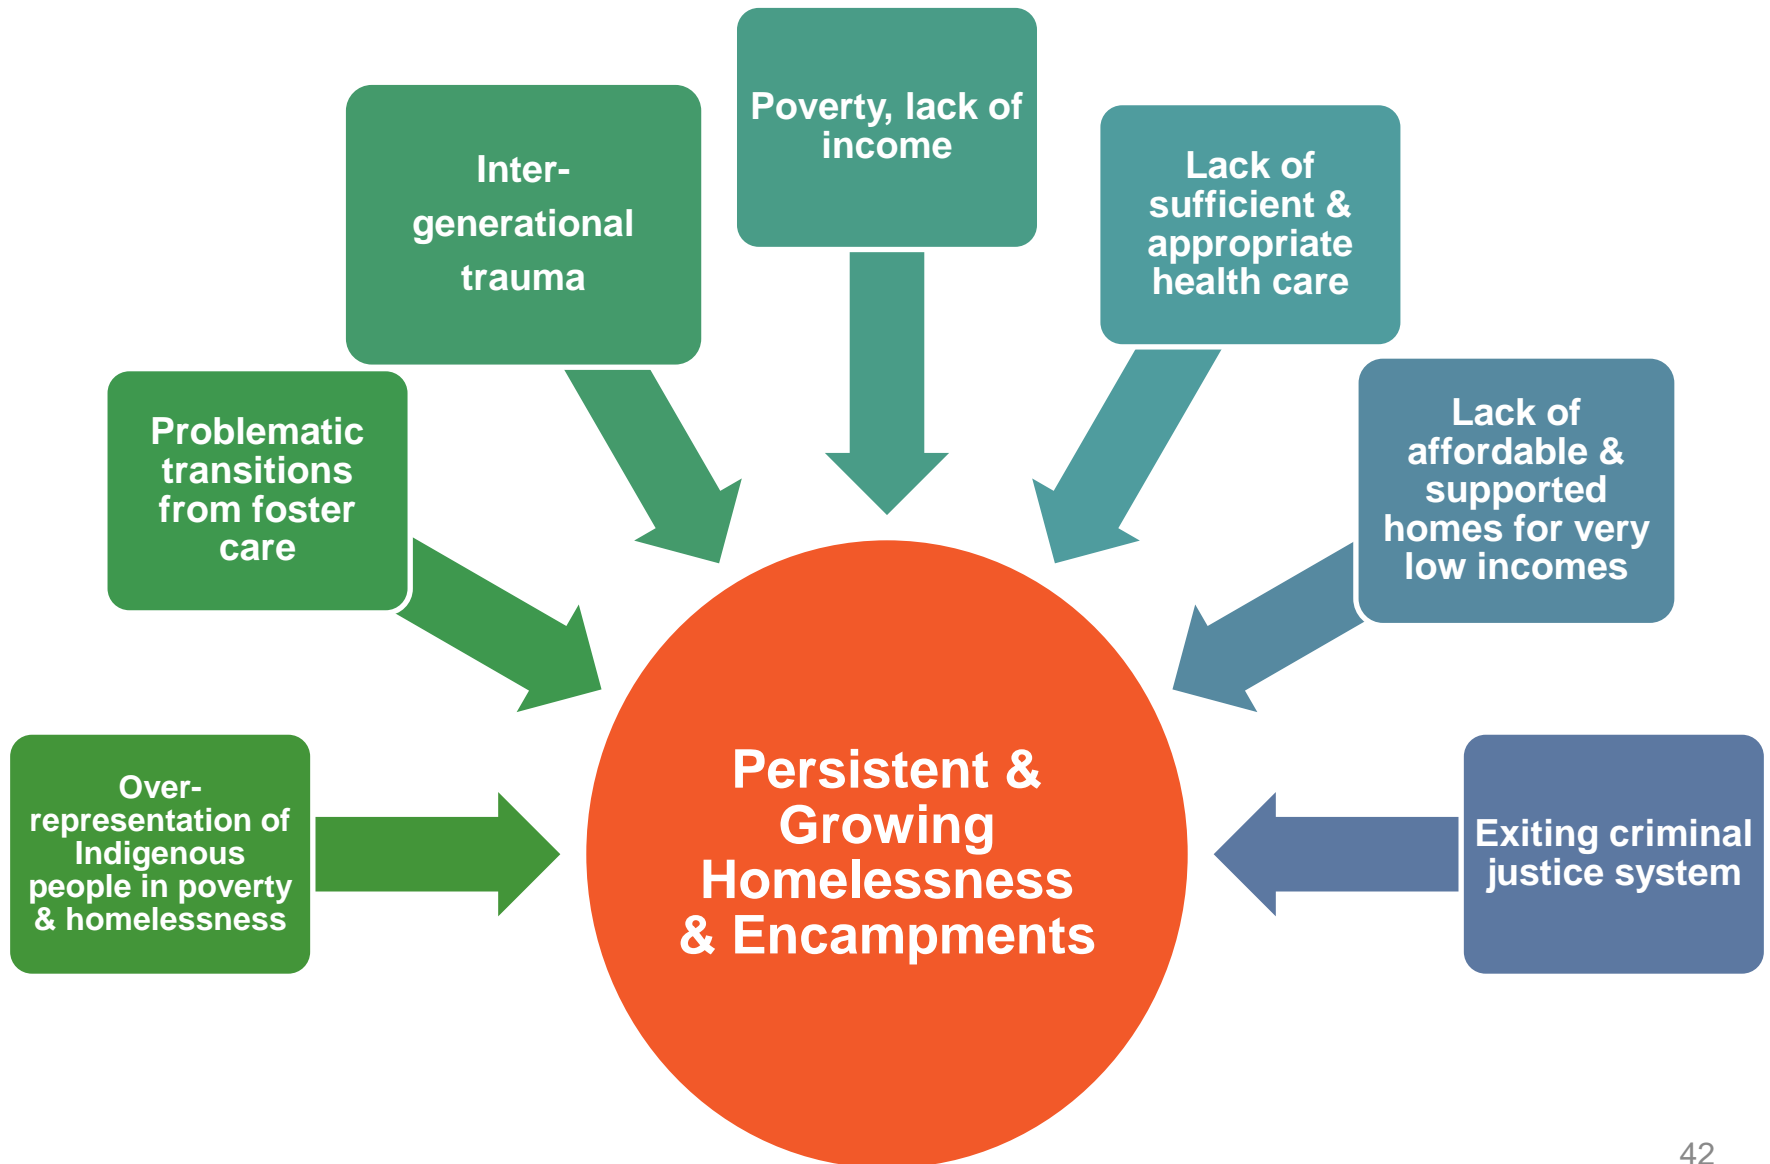 Poverty, lack of
income
Inter-
generational
trauma
Lack of
sufficient &
appropriate
health care
Problematic
transitions
from foster
care
Lack of
affordable &
supported
homes for very
low incomes
Over-
representation of
Indigenous
people in poverty
& homelessness
Persistent &
Growing
Homelessness
& Encampments
Exiting criminal
justice system
42